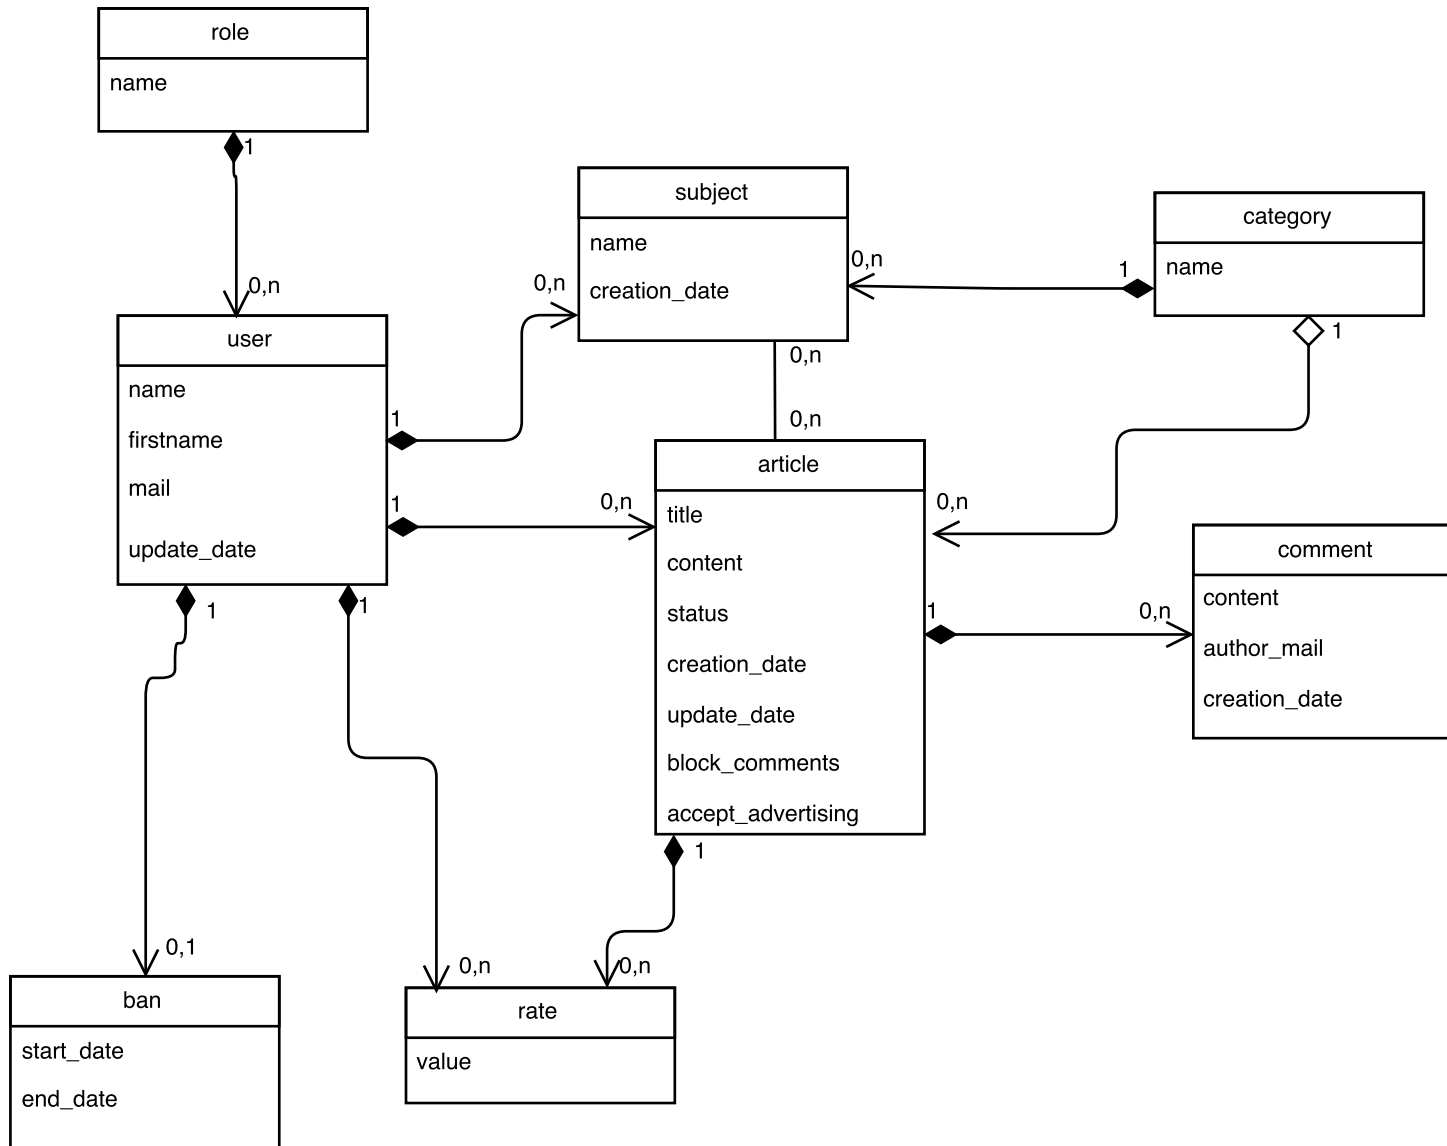 role
name
1
0,n
user
name
firstname
mail
update_date
1
0,n
1
0,n
1
1
subject
name
creation_date
0,n
0,n
1
category
name
1
0,n
0,n
article
title
content
status
creation_date
update_date
block_comments
accept_advertising
1
0,n
comment
content
author_mail
creation_date
1
0,1
0,n
0,n
ban
start_date
end_date
rate
value